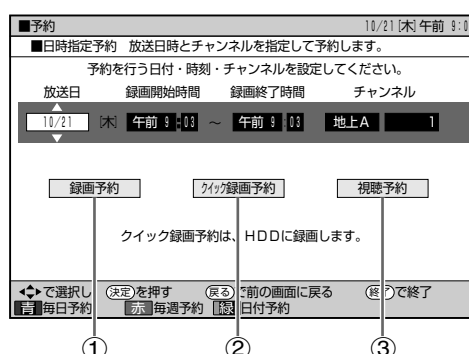 ■予約 10/21[木]午前 9:0
■日時指定予約 放送日時とチャンネルを指定して予約します。
予約を行う日付・時刻・チャンネルを設定してください。
放送日 録画開始時間 録画終了時間 チャンネル
10/21 [木] 午前 9:03 ～ 午前 9:03 地上A 1
録画予約 クイック録画予約 視聴予約
クイック録画予約は、HDDに録画します。
で選択し 決定を押す 戻るで前の画面に戻る 終了で終了
青 毎日予約 赤 毎週予約 緑 日付予約
① ② ③